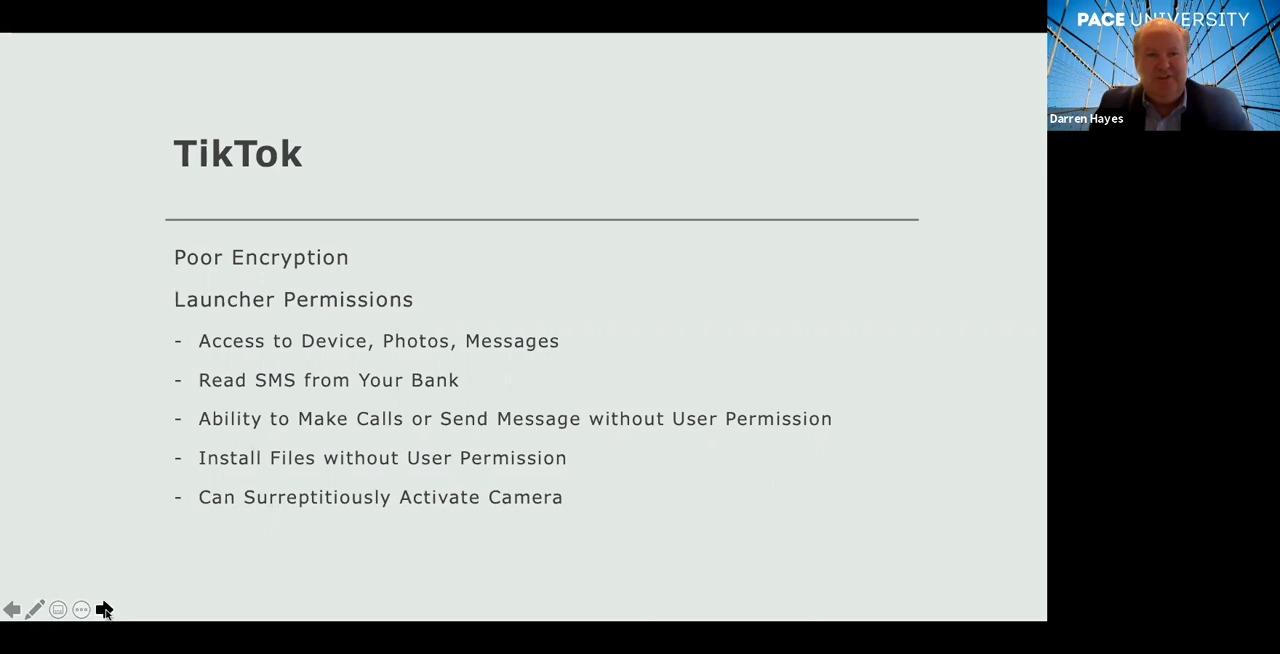 TikTok
Poor Encryption
Launcher Permissions
- Access to Device, Photos, Messages
- Read SMS from Your Bank
- Ability to Make Calls or Send Message without User Permission
- Install Files without User Permission
- Can Surreptitiously Activate Camera
PACE UNIVERSITY
Darren Hayes